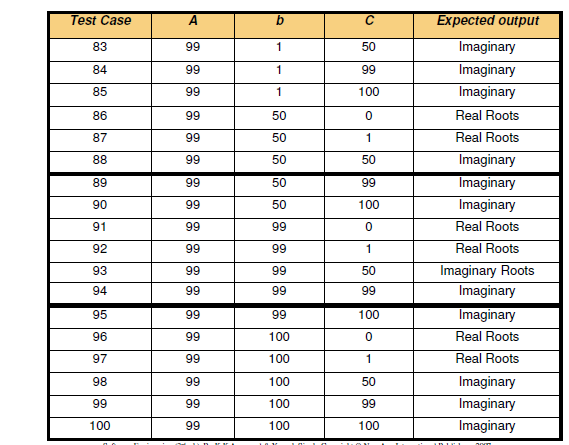 Test Case A b C Expected output
83 99 1 50 Imaginary
84 99 1 99 Imaginary
85 99 1 100 Imaginary
86 99 50 0 Real Roots
87 99 50 1 Real Roots
88 99 50 50 Imaginary
89 99 50 99 Imaginary
90 99 50 100 Imaginary
91 99 99 0 Real Roots
92 99 99 1 Real Roots
93 99 99 50 Imaginary Roots
94 99 99 99 Imaginary
95 99 99 100 Imaginary
96 99 100 0 Real Roots
97 99 100 1 Real Roots
98 99 100 50 Imaginary
99 99 100 99 Imaginary
100 99 100 100 Imaginary